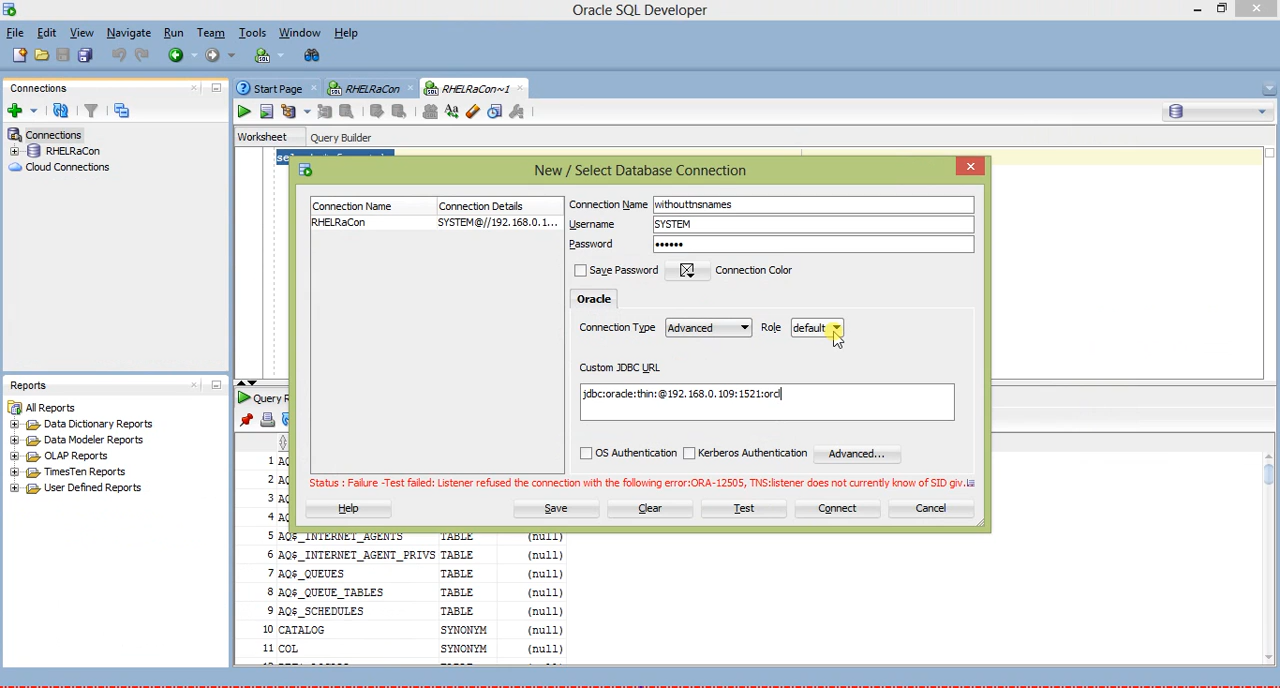 Oracle SQL Developer
File Edit View Navigate Run Team Tools Window Help
Connections
Start Page
RHELRaCon
RHELRaCon~1
Connections
RHELRaCon
Cloud Connections
Worksheet
Query Builder
New / Select Database Connection
Connection Name Connection Details
RHELRaCon SYSTEM@//192.168.0.1...
Connection Name withouttnsnames
Username SYSTEM
Password ••••••
Save Password
Connection Color
Oracle
Connection Type Advanced Role default
Custom JDBC URL
jdbc:oracle:thin:@192.168.0.109:1521:orcl
OS Authentication Kerberos Authentication Advanced...
Status : Failure -Test failed: Listener refused the connection with the following error:ORA-12505, TNS:listener does not currently know of SID giv.
Help Save Clear Test Connect Cancel
Reports
All Reports
Data Dictionary Reports
Data Modeler Reports
OLAP Reports
TimesTen Reports
User Defined Reports
Query R
1 AQ
2 AQ
3 AQ
4 AQ
5 AQ$_INTERNET_AGENTS TABLE (null)
6 AQ$_INTERNET_AGENT_PRIVS TABLE (null)
7 AQ$_QUEUES TABLE (null)
8 AQ$_QUEUE_TABLES TABLE (null)
9 AQ$_SCHEDULES TABLE (null)
10 CATALOG SYNONYM (null)
11 COL SYNONYM (null)